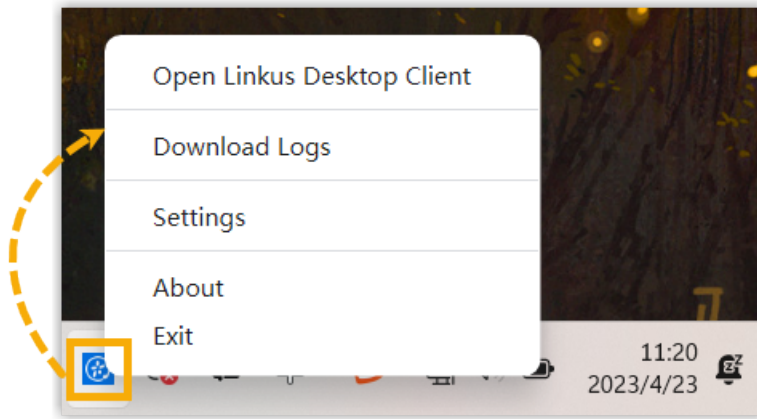 Open Linkus Desktop Client
Download Logs
Settings
About
Exit
11:20
2023/4/23